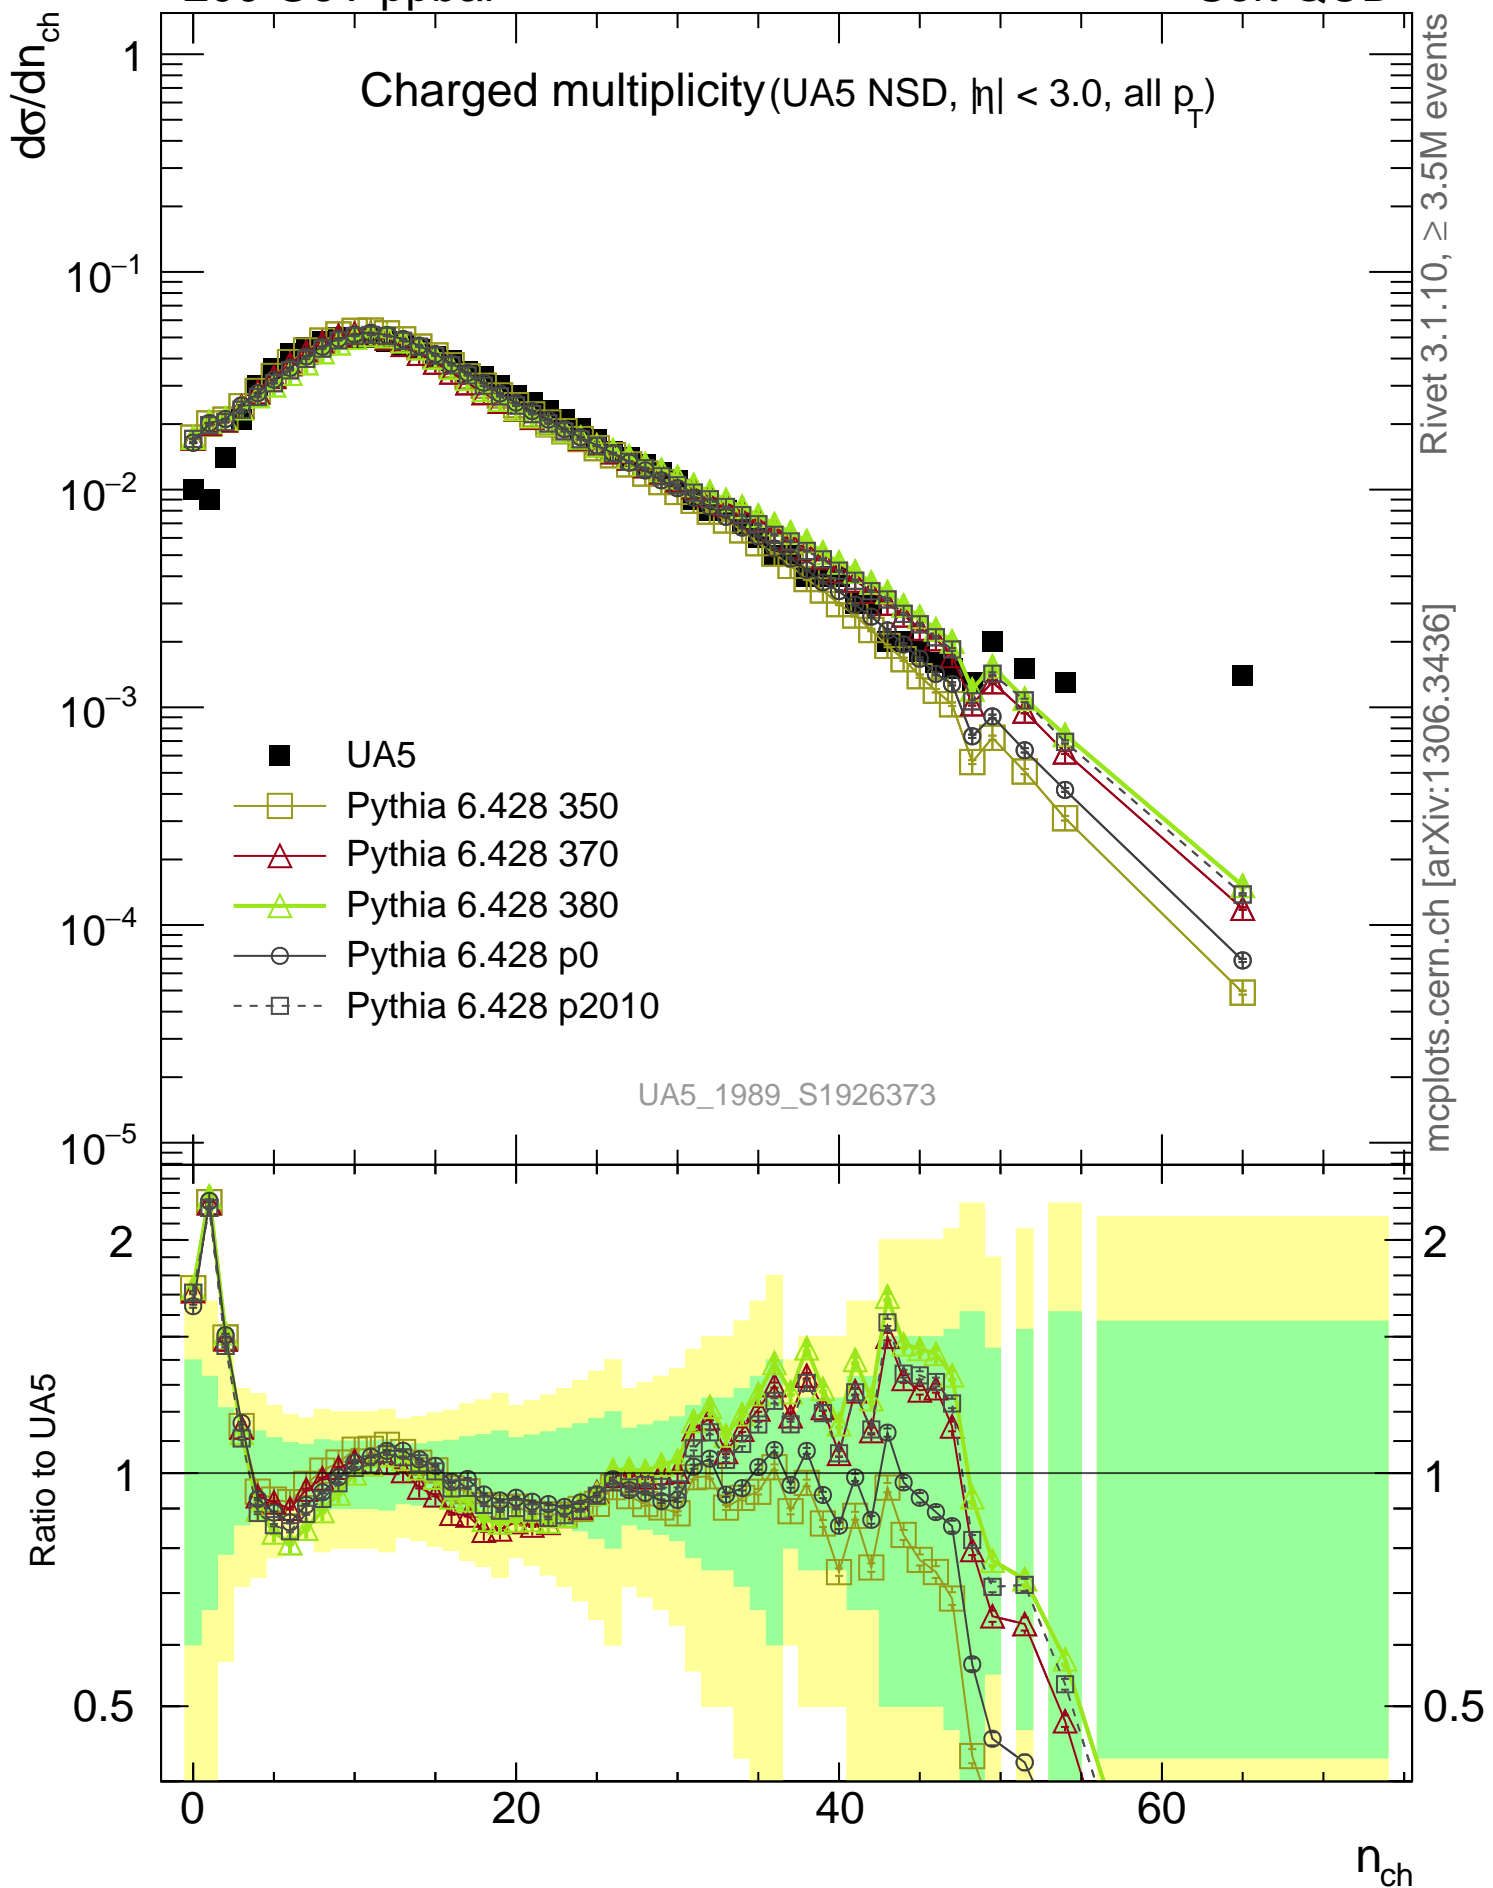 dσ/dn_ch
Charged multiplicity (UA5 NSD, |η| < 3.0, all p_T)
1
10⁻¹
10⁻²
10⁻³
10⁻⁴
10⁻⁵
UA5
Pythia 6.428 350
Pythia 6.428 370
Pythia 6.428 380
Pythia 6.428 p0
Pythia 6.428 p2010
UA5_1989_S1926373
Rivet 3.1.10, ≥ 3.5M events
mcplots.cern.ch [arXiv:1306.3436]
Ratio to UA5
2
1
0.5
2
1
0.5
0 20 40 60
n_ch